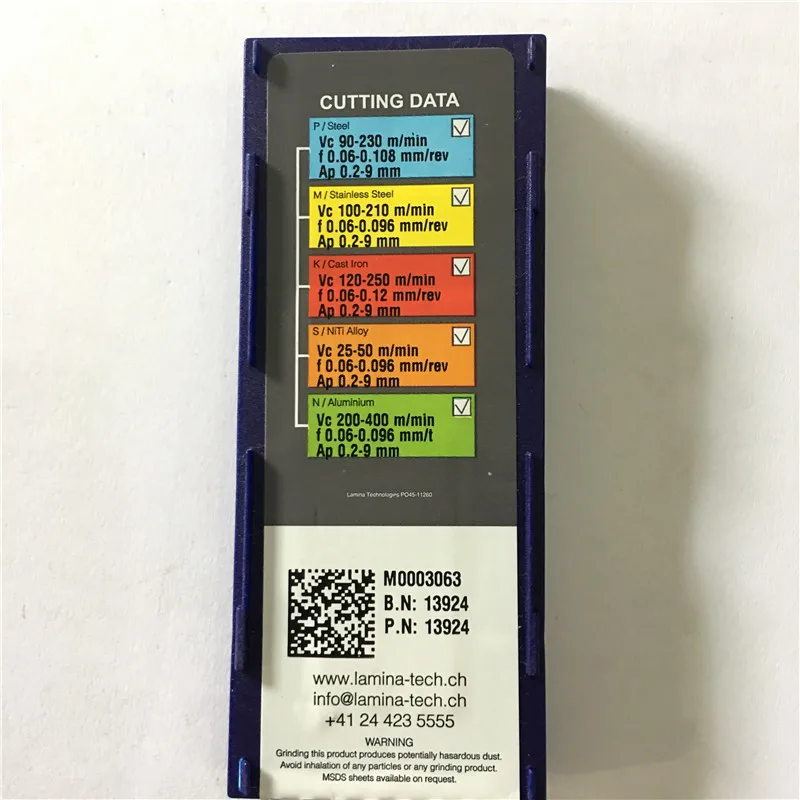 CUTTING DATA
P / Steel
Vc 90-230 m/min
f 0.06-0.108 mm/rev
Ap 0.2-9 mm
M / Stainless Steel
Vc 100-210 m/min
f 0.06-0.096 mm/rev
Ap 0.2-9 mm
K / Cast Iron
Vc 120-250 m/min
f 0.06-0.12 mm/rev
Ap 0.2-9 mm
S / NiTi Alloy
Vc 25-50 m/min
f 0.06-0.096 mm/rev
Ap 0.2-9 mm
N / Aluminium
Vc 200-400 m/min
f 0.06-0.096 mm/t
Ap 0.2-9 mm
Lamina Technologies PO45-11260
M0003063
B.N: 13924
P.N: 13924
www.lamina-tech.ch
info@lamina-tech.ch
+41 24 423 5555
WARNING
Grinding this product produces potentially hazardous dust.
Avoid inhalation of any particles or any grinding product.
MSDS sheets available on request.